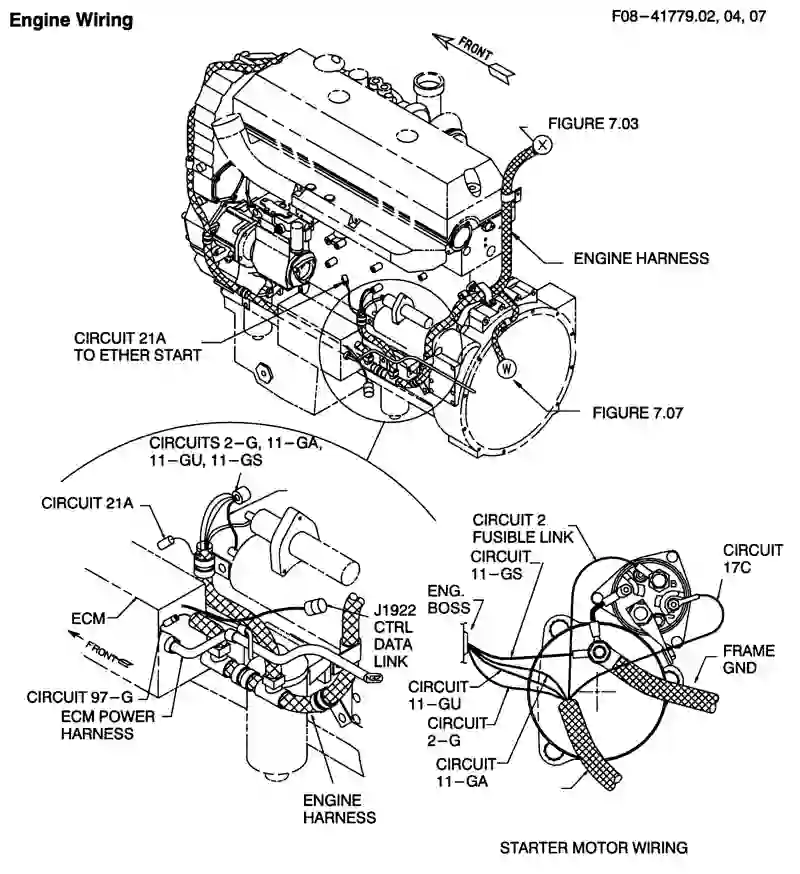 Engine Wiring
F08-41779.02, 04, 07
FRONT
FIGURE 7.03
X
ENGINE HARNESS
CIRCUIT 21A
TO ETHER START
W
FIGURE 7.07
CIRCUITS 2-G, 11-GA,
11-GU, 11-GS
CIRCUIT 21A
ECM
FRONT
J1922
CTRL
DATA
LINK
CIRCUIT 97-G
ECM POWER
HARNESS
ENGINE
HARNESS
CIRCUIT 2
FUSIBLE LINK
CIRCUIT
11-GS
CIRCUIT
17C
ENG.
BOSS
B
FRAME
GND
CIRCUIT
11-GU
CIRCUIT
2-G
CIRCUIT
11-GA
STARTER MOTOR WIRING